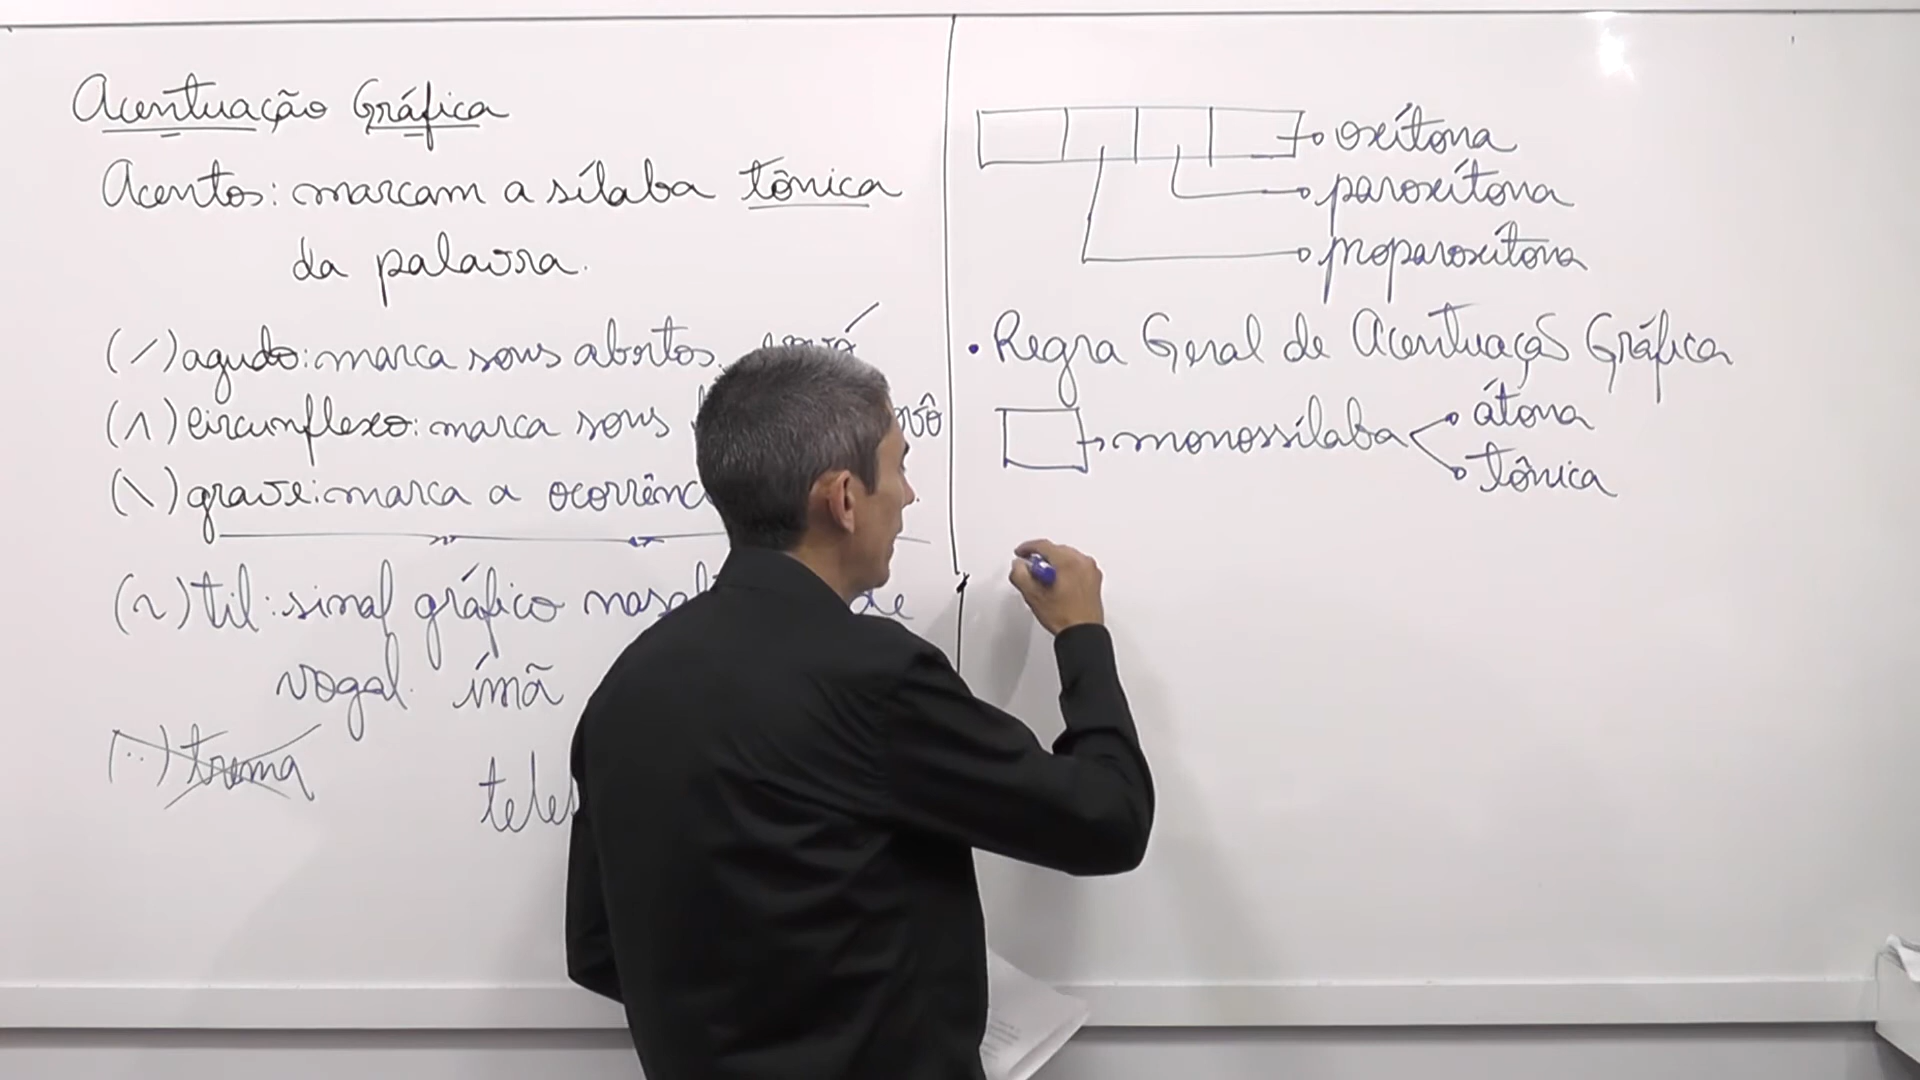 Acentuação Gráfica
Acentos: marcam a sílaba tônica
da palavra.
(/) agudo: marca sons abertos.
(∧) circunflexo: marca sons
(\) grave: marca a
(~) til: sinal gráfico de
vogal. ímã
(··) trema
oxítona
paroxítona
proparoxítona
• Regra Geral de Acentuação Gráfica
monossílaba
átona
tônica